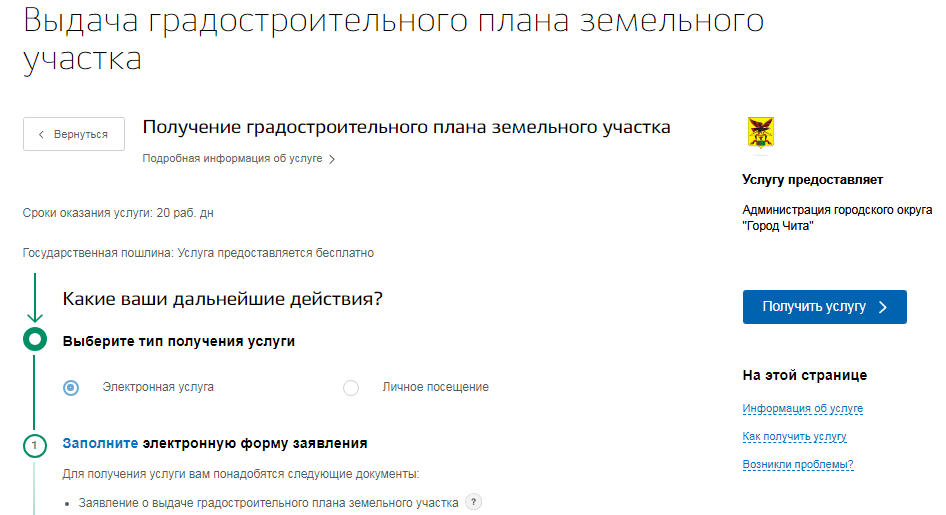 Выдача градостроительного плана земельного
участка
Вернуться
Получение градостроительного плана земельного участка
Подробная информация об услуге
Сроки оказания услуги: 20 раб. дн
Государственная пошлина: Услуга предоставляется бесплатно
Какие ваши дальнейшие действия?
Выберите тип получения услуги
Электронная услуга
Личное посещение
1
Заполните электронную форму заявления
Для получения услуги вам понадобятся следующие документы:
• Заявление о выдаче градостроительного плана земельного участка ?
Услугу предоставляет
Администрация городского округа
"Город Чита"
Получить услугу
На этой странице
Информация об услуге
Как получить услугу
Возникли проблемы?